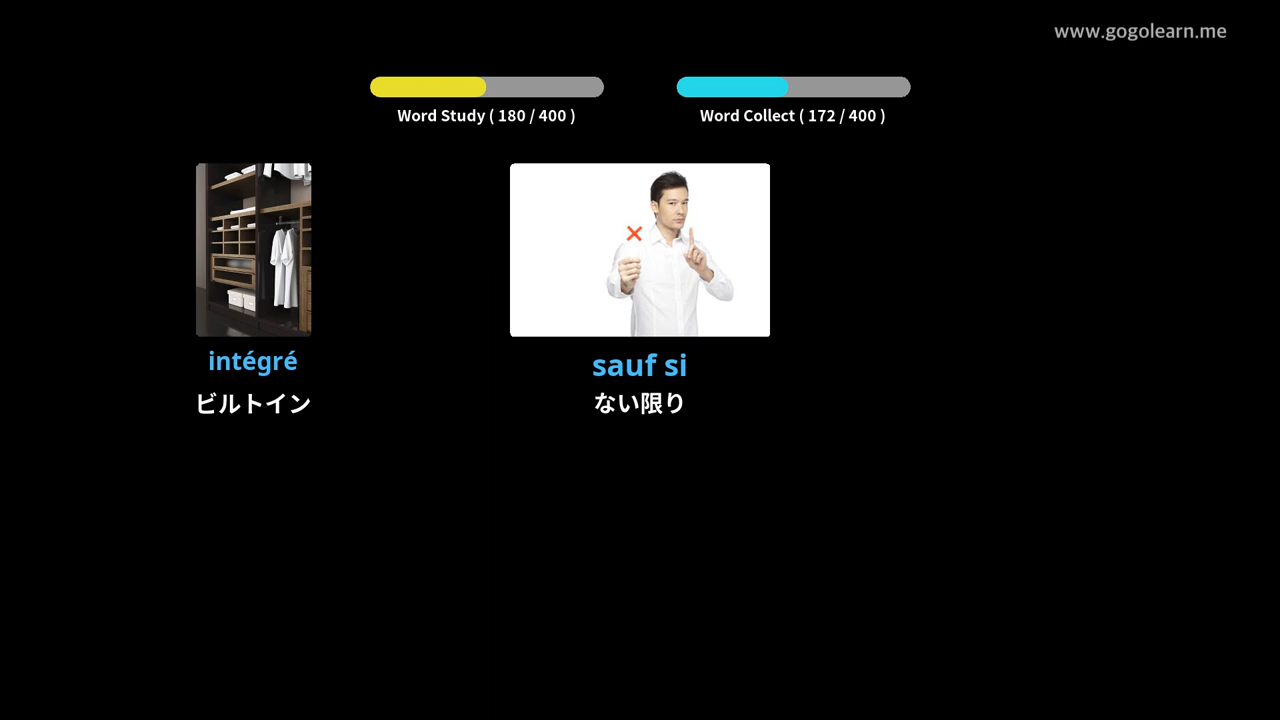 www.gogolearn.me
Word Study ( 180 / 400 )
Word Collect ( 172 / 400 )
intégré
ビルトイン
sauf si
ない限り